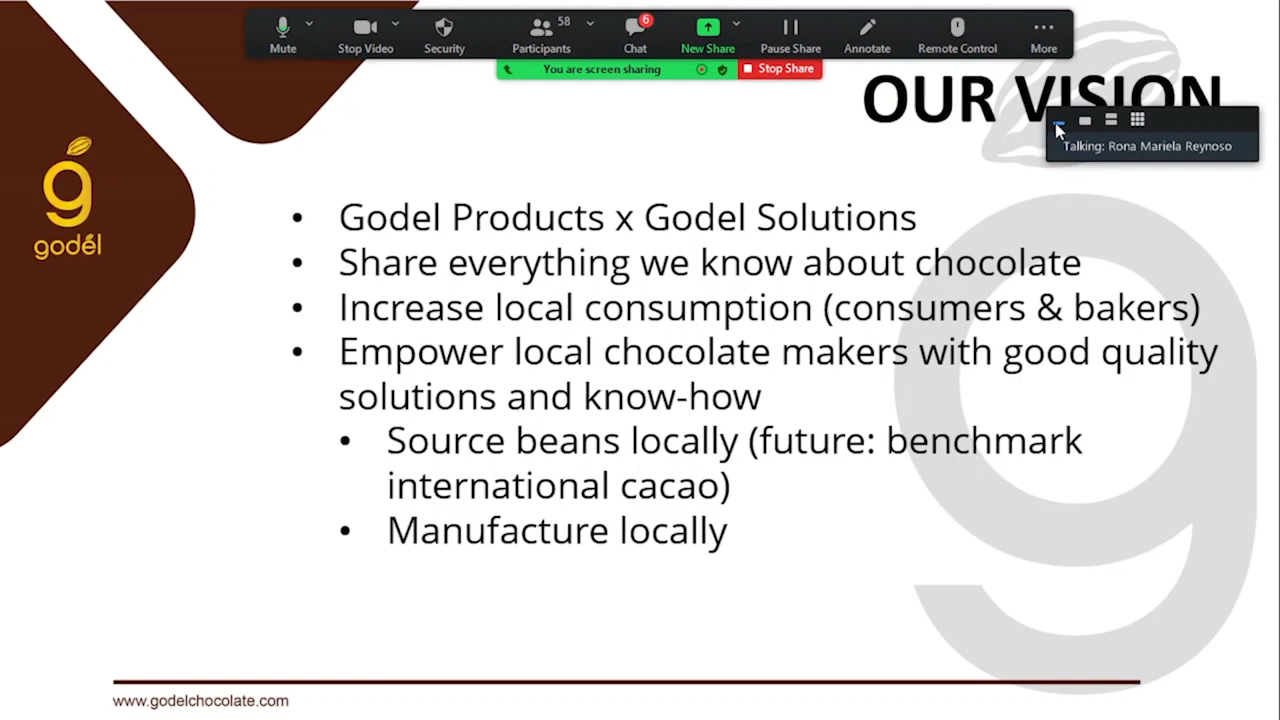 58
6
Mute
Stop Video
Security
Participants
Chat
New Share
Pause Share
Annotate
Remote Control
More
You are screen sharing
Stop Share
OUR VISION
Talking: Rona Mariela Reynoso
g
godél
• Godel Products x Godel Solutions
• Share everything we know about chocolate
• Increase local consumption (consumers & bakers)
• Empower local chocolate makers with good quality
solutions and know-how
• Source beans locally (future: benchmark
international cacao)
• Manufacture locally
www.godelchocolate.com